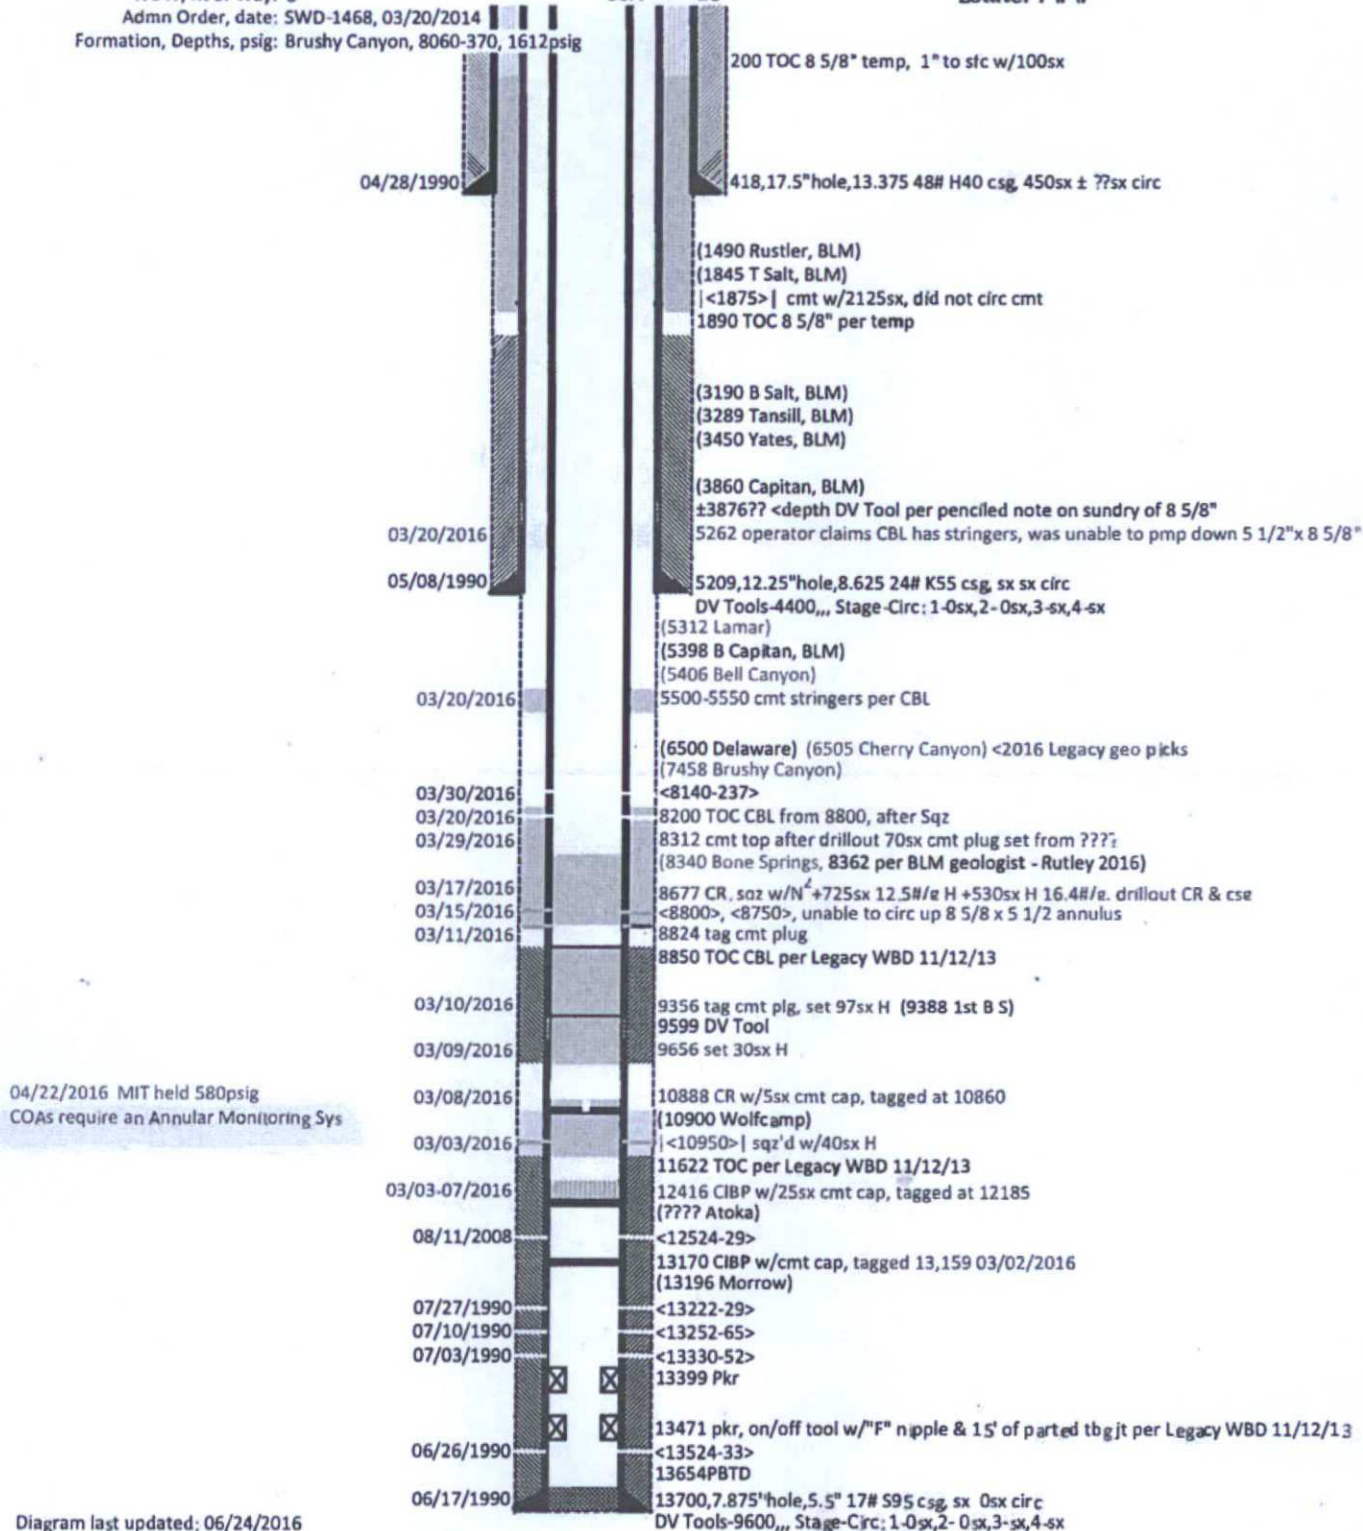 Admn Order, date: SWD-1468, 03/20/2014
Formation, Depths, psig: Brushy Canyon, 8060-370, 1612psig
200 TOC 8 5/8" temp, 1" to sfc w/100sx
04/28/1990 418,17.5"hole,13.375 48# H40 csg, 450sx ± ??sx circ
(1490 Rustler, BLM)
(1845 T Salt, BLM)
|<1875>| cmt w/2125sx, did not circ cmt
1890 TOC 8 5/8" per temp
(3190 B Salt, BLM)
(3289 Tansill, BLM)
(3450 Yates, BLM)
(3860 Capitan, BLM)
±3876?? <depth DV Tool per penciled note on sundry of 8 5/8"
03/20/2016 5262 operator claims CBL has stringers, was unable to pmp down 5 1/2"x 8 5/8"
05/08/1990 5209,12.25"hole,8.625 24# K55 csg, sx sx circ
DV Tools-4400,,, Stage-Circ: 1-0sx,2-0sx,3-sx,4-sx
(5312 Lamar)
(5398 B Capitan, BLM)
(5406 Bell Canyon)
03/20/2016 5500-5550 cmt stringers per CBL
(6500 Delaware) (6505 Cherry Canyon) <2016 Legacy geo picks
(7458 Brushy Canyon)
03/30/2016 <8140-237>
03/20/2016 8200 TOC CBL from 8800, after Sqz
03/29/2016 8312 cmt top after drillout 70sx cmt plug set from ????
(8340 Bone Springs, 8362 per BLM geologist - Rutley 2016)
03/17/2016 8677 CR, sqz w/N2+725sx 12.5#/g H +530sx H 16.4#/g. drillout CR & csg
03/15/2016 <8800>, <8750>, unable to circ up 8 5/8 x 5 1/2 annulus
03/11/2016 8824 tag cmt plug
8850 TOC CBL per Legacy WBD 11/12/13
03/10/2016 9356 tag cmt plg, set 97sx H (9388 1st B S)
9599 DV Tool
03/09/2016 9656 set 30sx H
04/22/2016 MIT held 580psig
COAs require an Annular Monitoring Sys
03/08/2016 10888 CR w/5sx cmt cap, tagged at 10860
(10900 Wolfcamp)
03/03/2016 |<10950>| sqz'd w/40sx H
11622 TOC per Legacy WBD 11/12/13
03/03-07/2016 12416 CIBP w/25sx cmt cap, tagged at 12185
(???? Atoka)
08/11/2008 <12524-29>
13170 CIBP w/cmt cap, tagged 13,159 03/02/2016
(13196 Morrow)
07/27/1990 <13222-29>
07/10/1990 <13252-65>
07/03/1990 <13330-52>
13399 Pkr
13471 pkr, on/off tool w/"F" nipple & 15' of parted tbg jt per Legacy WBD 11/12/13
06/26/1990 <13524-33>
13654PBTD
06/17/1990 13700,7.875"hole,5.5" 17# S95 csg, sx 0sx circ
DV Tools-9600,,, Stage-Circ: 1-0sx,2-0sx,3-sx,4-sx
Diagram last updated: 06/24/2016